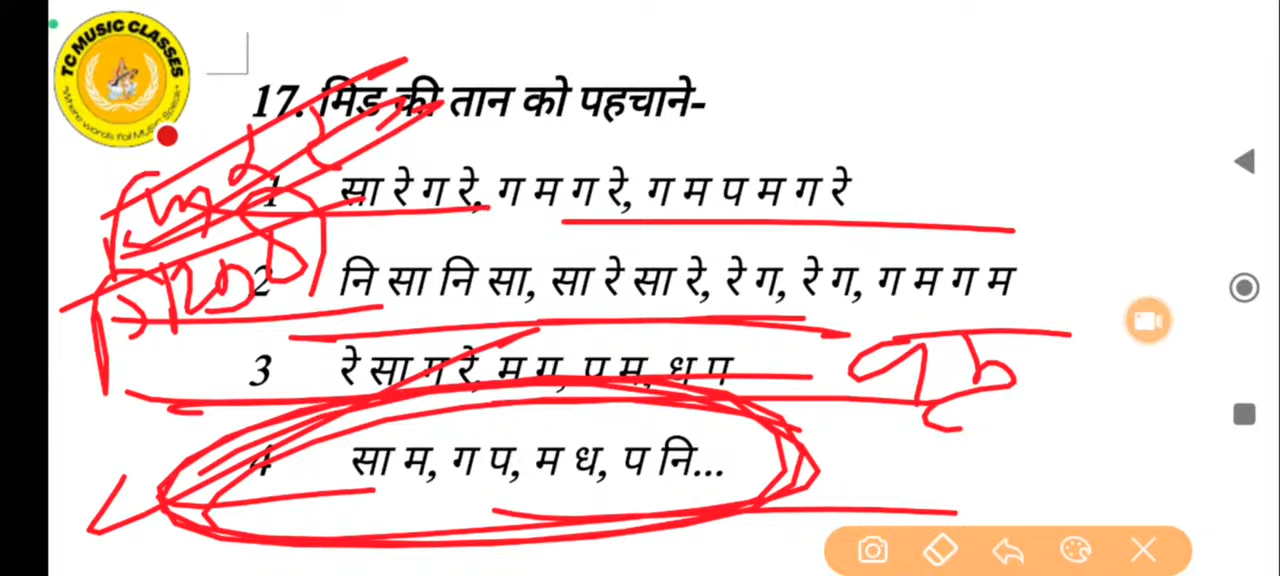 TC MUSIC CLASSES
17. मिड की तान को पहचाने-
1 सा रे ग रे, ग म ग रे, ग म प म ग रे
2 नि सा नि सा, सा रे सा रे, रे ग, रे ग, ग म ग म
3 रे सा ग रे, म ग, प म, ध प
4 सा म, ग प, म ध, प नि...